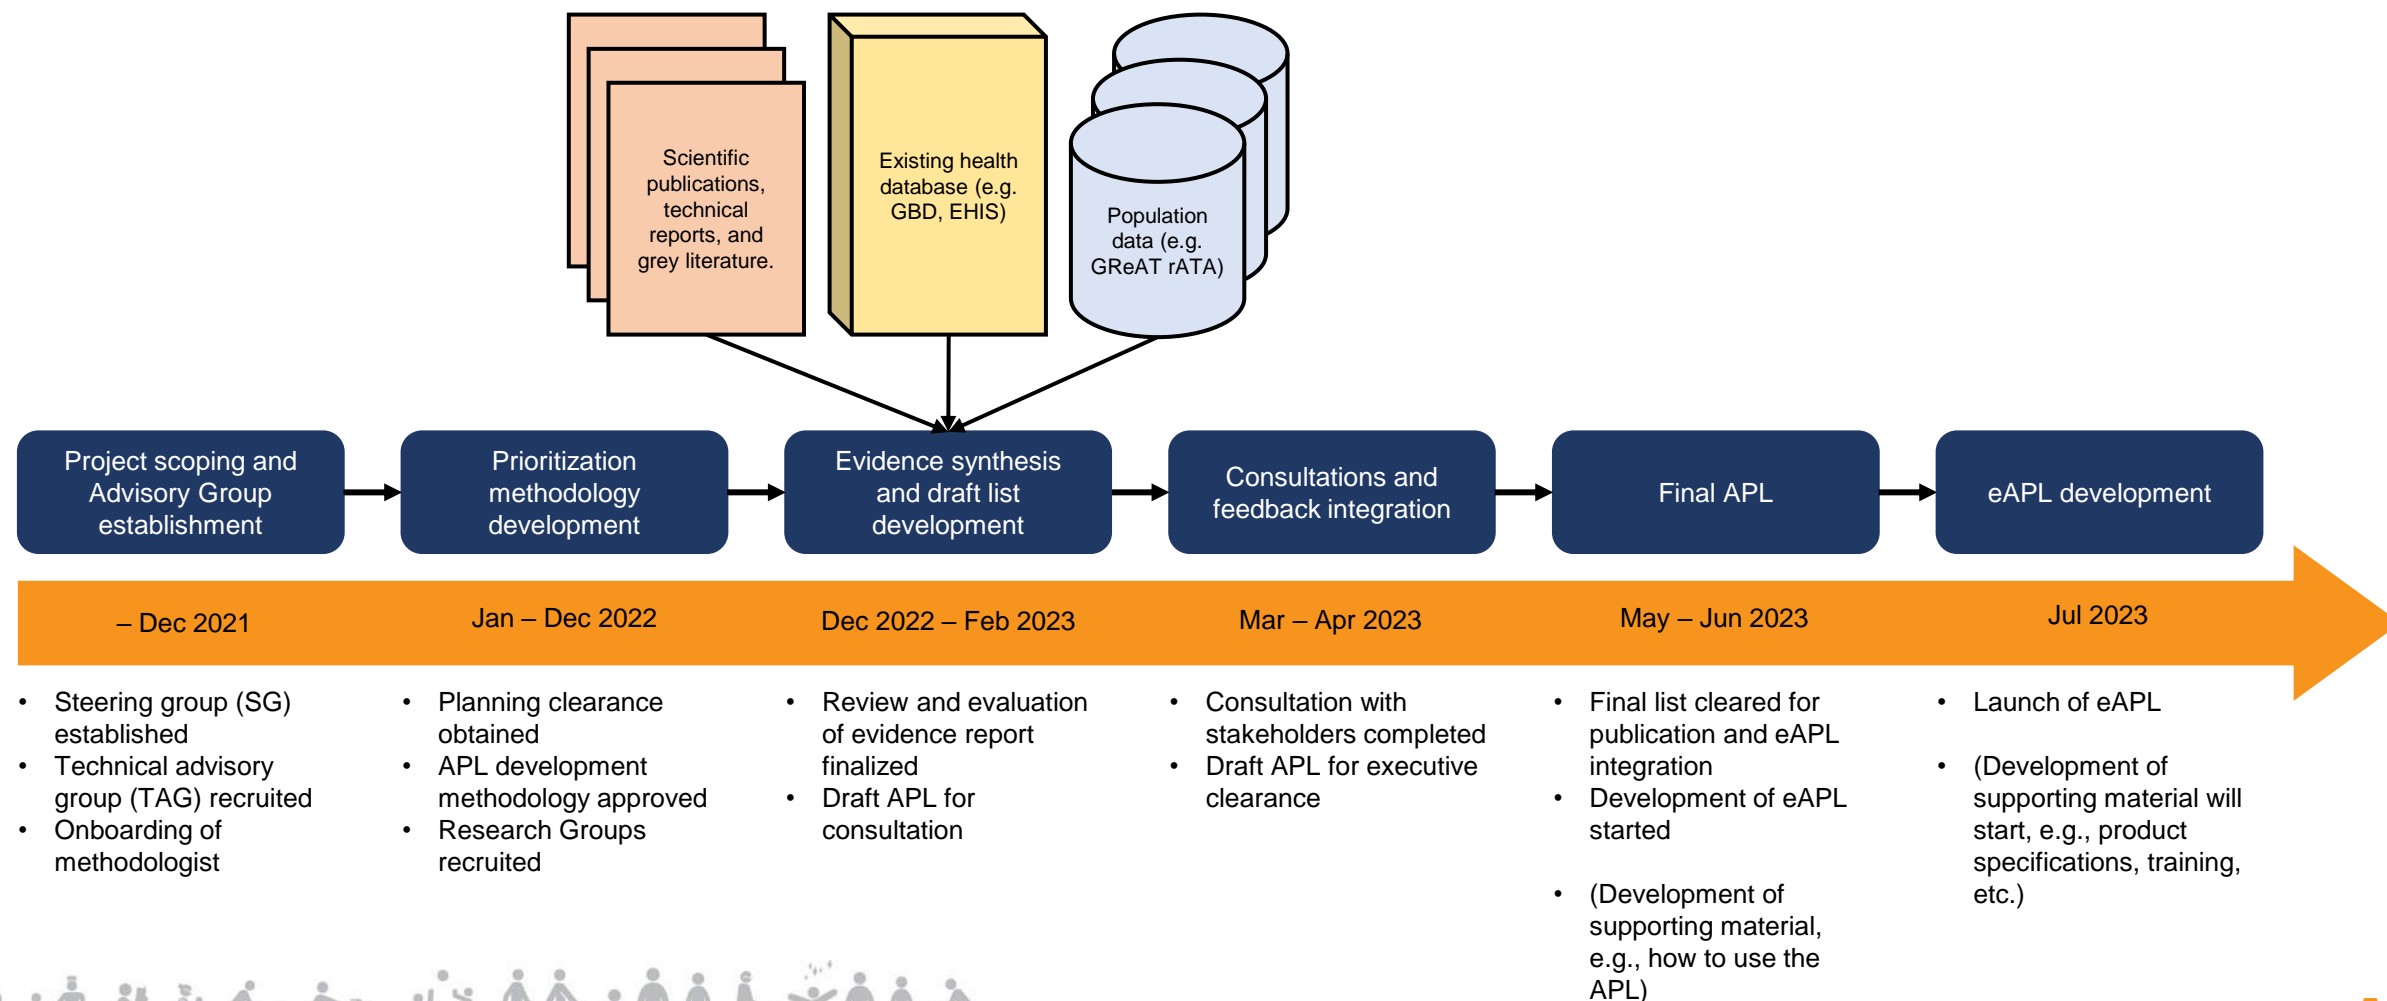 Scientific
publications,
technical
reports, and
grey literature.
Existing health
database (e.g.
GBD, EHIS)
Population
data (e.g.
GReAT rATA)
Project scoping and
Advisory Group
establishment
Prioritization
methodology
development
Evidence synthesis
and draft list
development
Consultations and
feedback integration
Final APL
eAPL development
– Dec 2021
Jan – Dec 2022
Dec 2022 – Feb 2023
Mar – Apr 2023
May – Jun 2023
Jul 2023
• Steering group (SG)
established
• Technical advisory
group (TAG) recruited
• Onboarding of
methodologist
• Planning clearance
obtained
• APL development
methodology approved
• Research Groups
recruited
• Review and evaluation
of evidence report
finalized
• Draft APL for
consultation
• Consultation with
stakeholders completed
• Draft APL for executive
clearance
• Final list cleared for
publication and eAPL
integration
• Development of eAPL
started
• (Development of
supporting material,
e.g., how to use the
APL)
• Launch of eAPL
• (Development of
supporting material will
start, e.g., product
specifications, training,
etc.)